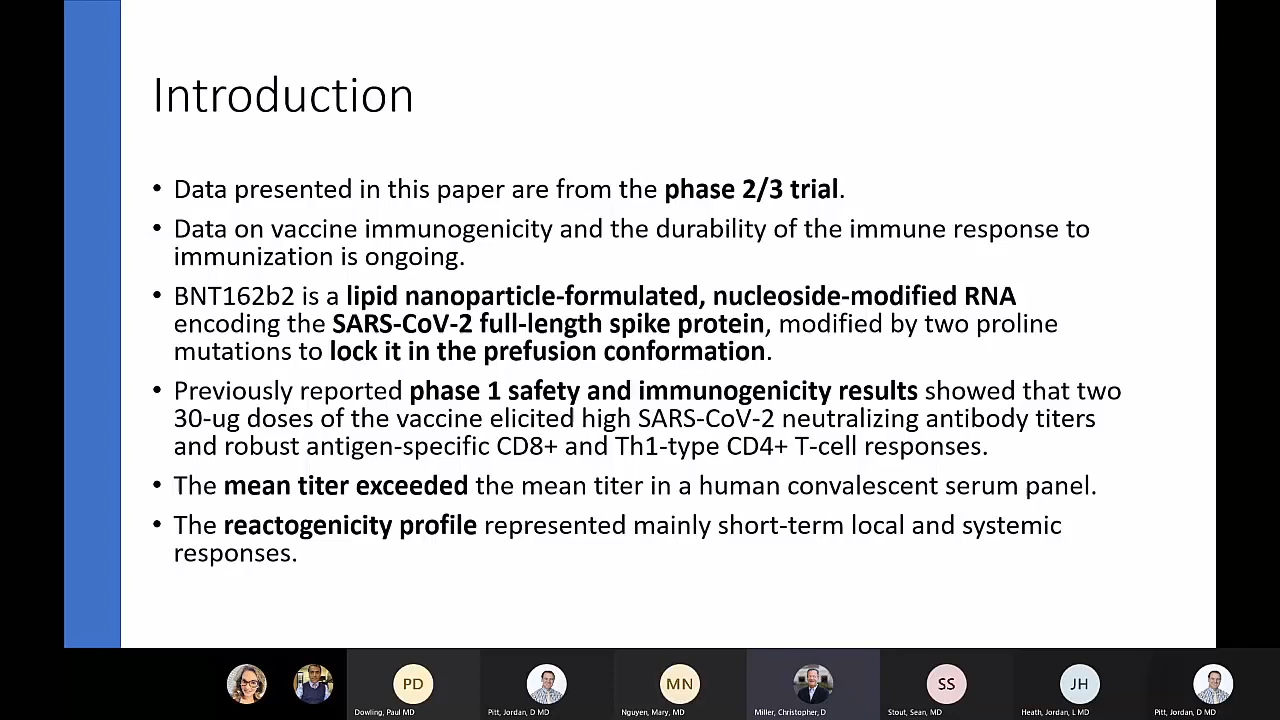 Introduction
• Data presented in this paper are from the phase 2/3 trial.
• Data on vaccine immunogenicity and the durability of the immune response to
immunization is ongoing.
• BNT162b2 is a lipid nanoparticle-formulated, nucleoside-modified RNA
encoding the SARS-CoV-2 full-length spike protein, modified by two proline
mutations to lock it in the prefusion conformation.
• Previously reported phase 1 safety and immunogenicity results showed that two
30-ug doses of the vaccine elicited high SARS-CoV-2 neutralizing antibody titers
and robust antigen-specific CD8+ and Th1-type CD4+ T-cell responses.
• The mean titer exceeded the mean titer in a human convalescent serum panel.
• The reactogenicity profile represented mainly short-term local and systemic
responses.
PD MN SS JH
Dowling, Paul MD Pitt, Jordan, D MD Nguyen, Mary, MD Miller, Christopher, D Stout, Sean, MD Heath, Jordan, L MD Pitt, Jordan, D MD